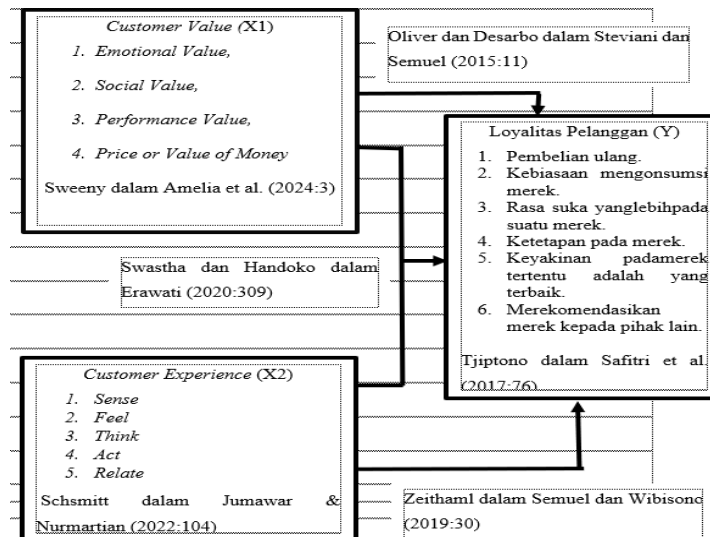 Customer Value (X1)
1. Emotional Value,
2. Social Value,
3. Performance Value,
4. Price or Value of Money
Sweeny dalam Amelia et al. (2024:3)
Oliver dan Desarbo dalam Steviani dan
Semuel (2015:11)
Loyalitas Pelanggan (Y)
1. Pembelian ulang.
2. Kebiasaan mengonsumsi
merek.
3. Rasa suka yanglebihpada
suatu merek.
4. Ketetapan pada merek.
5. Keyakinan padamerek
tertentu adalah yang
terbaik.
6. Merekomendasikan
merek kepada pihak lain.
Tjiptono dalam Safitri et al.
(2017:76)
Swastha dan Handoko dalam
Erawati (2020:309)
Customer Experience (X2)
1. Sense
2. Feel
3. Think
4. Act
5. Relate
Schsmitt dalam Jumawar &
Nurmartian (2022:104)
Zeithaml dalam Semuel dan Wibisono
(2019:30)